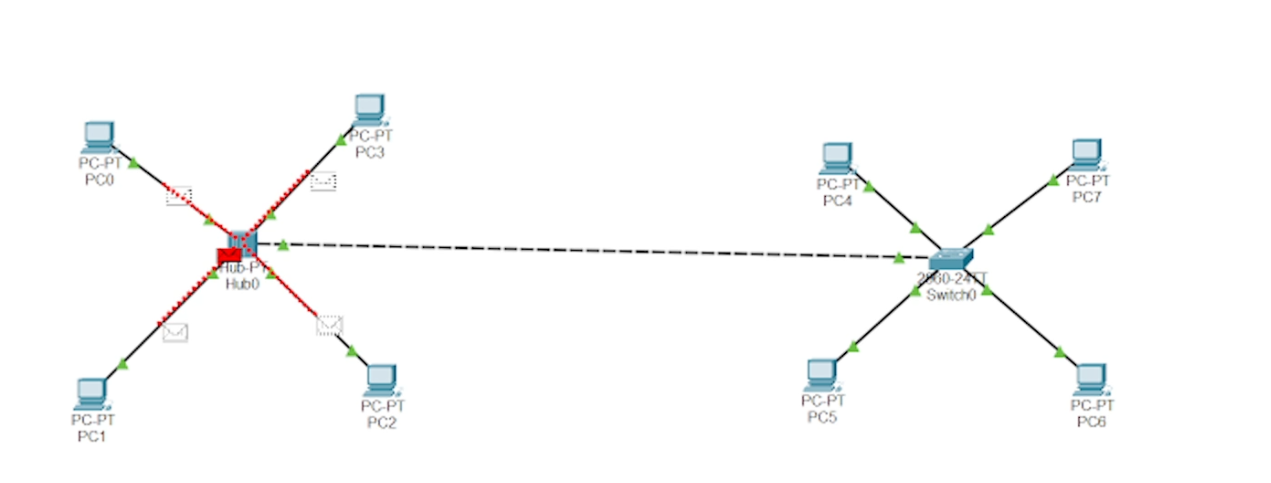 PC-PT
PC0
PC-PT
PC3
Hub-PT
Hub0
PC-PT
PC1
PC-PT
PC2
PC-PT
PC4
PC-PT
PC7
2960-24TT
Switch0
PC-PT
PC5
PC-PT
PC6